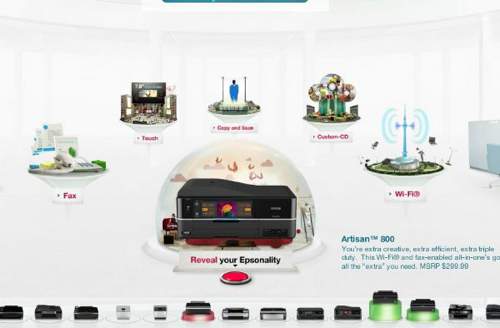 Touch
Copy and Scan
Custom-CD
Fax
Wi-Fi®
Reveal your Epsonality
Artisan™ 800
You're extra creative, extra efficient, extra triple
duty. This Wi-Fi® and fax-enabled all-in-one's go
all the "extra" you need. MSRP $299.99